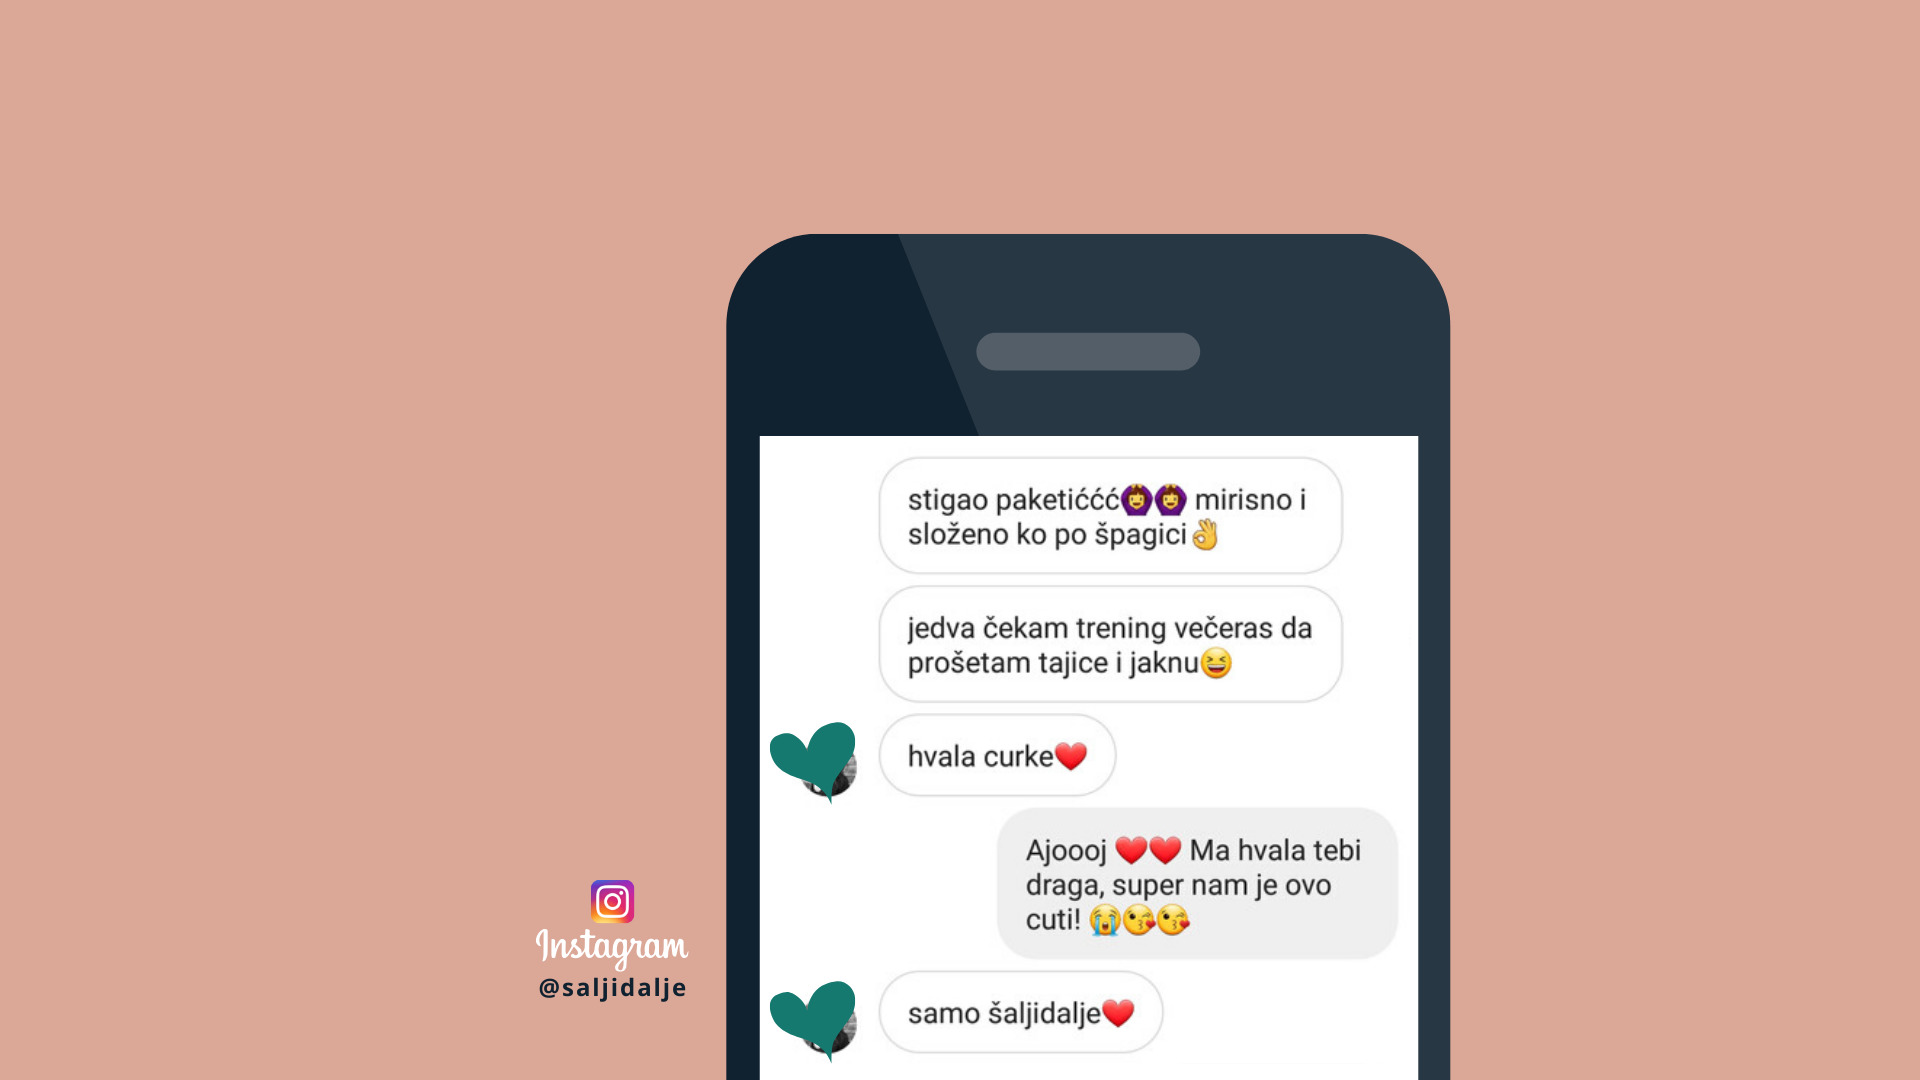 stigao paketiććć🙆‍♀️🙆‍♀️ mirisno i
složeno ko po špagici👌
jedva čekam trening večeras da
prošetam tajice i jaknu😆
hvala curke❤️
Ajoooj ❤️❤️ Ma hvala tebi
draga, super nam je ovo
cuti! 😭😘😘
samo šaljidalje❤️
Instagram
@saljidalje